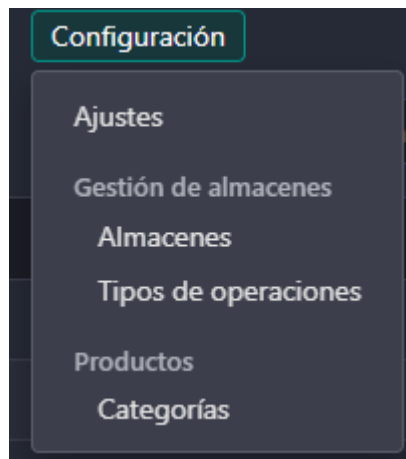 Configuración
Ajustes
Gestión de almacenes
Almacenes
Tipos de operaciones
Productos
Categorías